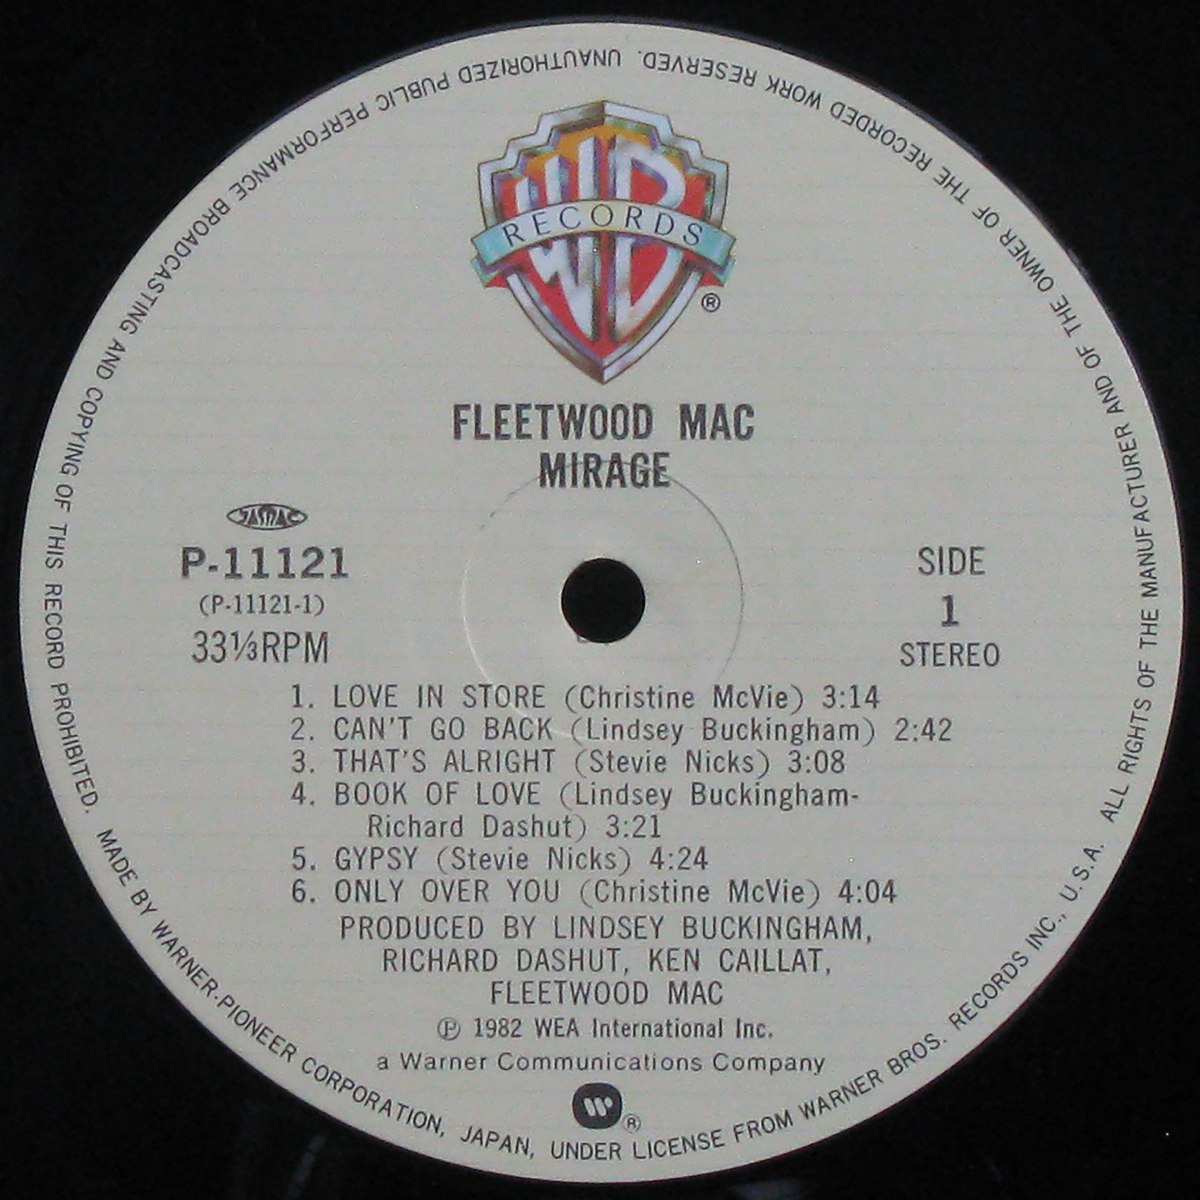 WB
RECORDS
®
FLEETWOOD MAC
MIRAGE
JASRAC
P-11121
(P-11121-1)
33⅓RPM
SIDE
1
STEREO
1. LOVE IN STORE (Christine McVie) 3:14
2. CAN'T GO BACK (Lindsey Buckingham) 2:42
3. THAT'S ALRIGHT (Stevie Nicks) 3:08
4. BOOK OF LOVE (Lindsey Buckingham-
Richard Dashut) 3:21
5. GYPSY (Stevie Nicks) 4:24
6. ONLY OVER YOU (Christine McVie) 4:04
PRODUCED BY LINDSEY BUCKINGHAM,
RICHARD DASHUT, KEN CAILLAT,
FLEETWOOD MAC
℗ 1982 WEA International Inc.
a Warner Communications Company
®
MADE BY WARNER-PIONEER CORPORATION, JAPAN, UNDER LICENSE FROM WARNER BROS. RECORDS INC., U.S.A. ALL RIGHTS OF THE MANUFACTURER AND OF THE OWNER OF THE RECORDED WORK RESERVED. UNAUTHORIZED PUBLIC PERFORMANCE BROADCASTING AND COPYING OF THIS RECORD PROHIBITED.